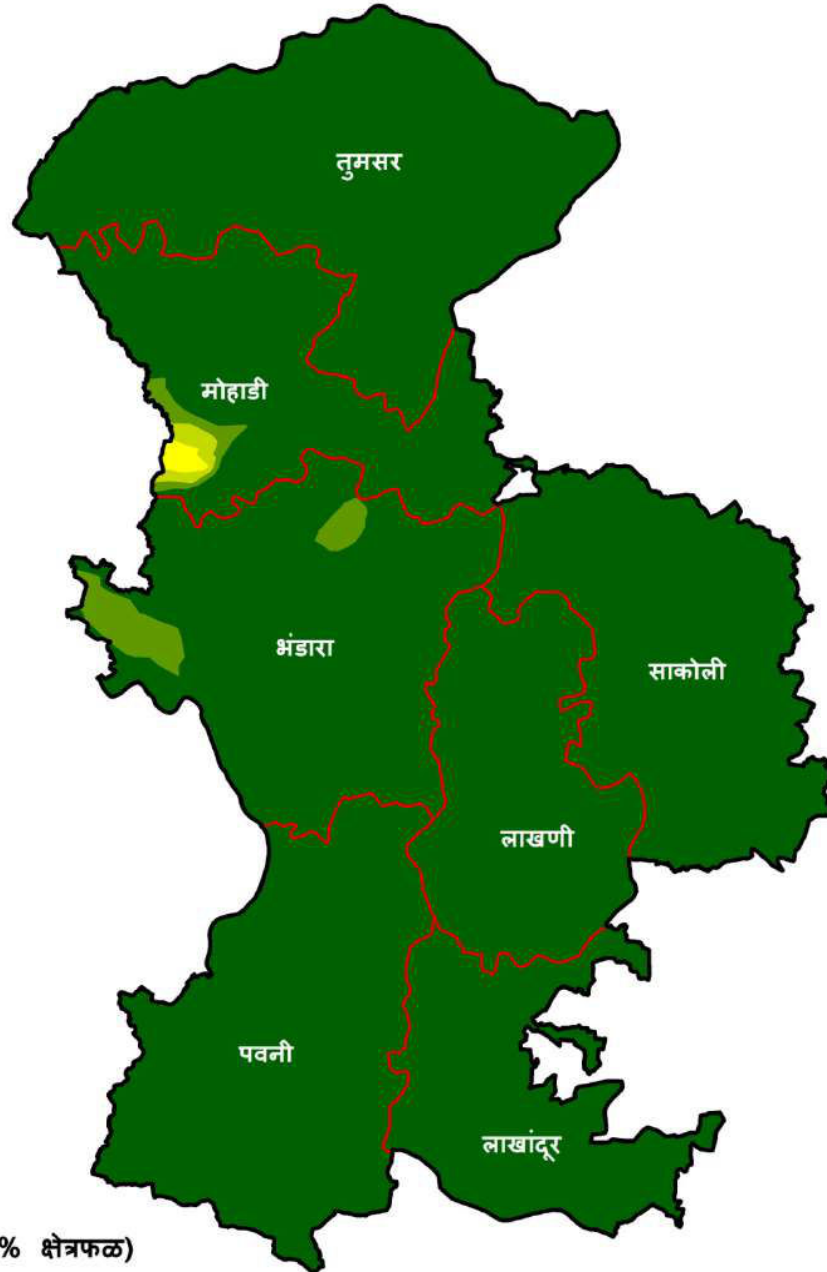 तुमसर
मोहाडी
भंडारा
साकोली
लाखणी
पवनी
लाखांदूर
% क्षेत्रफळ)